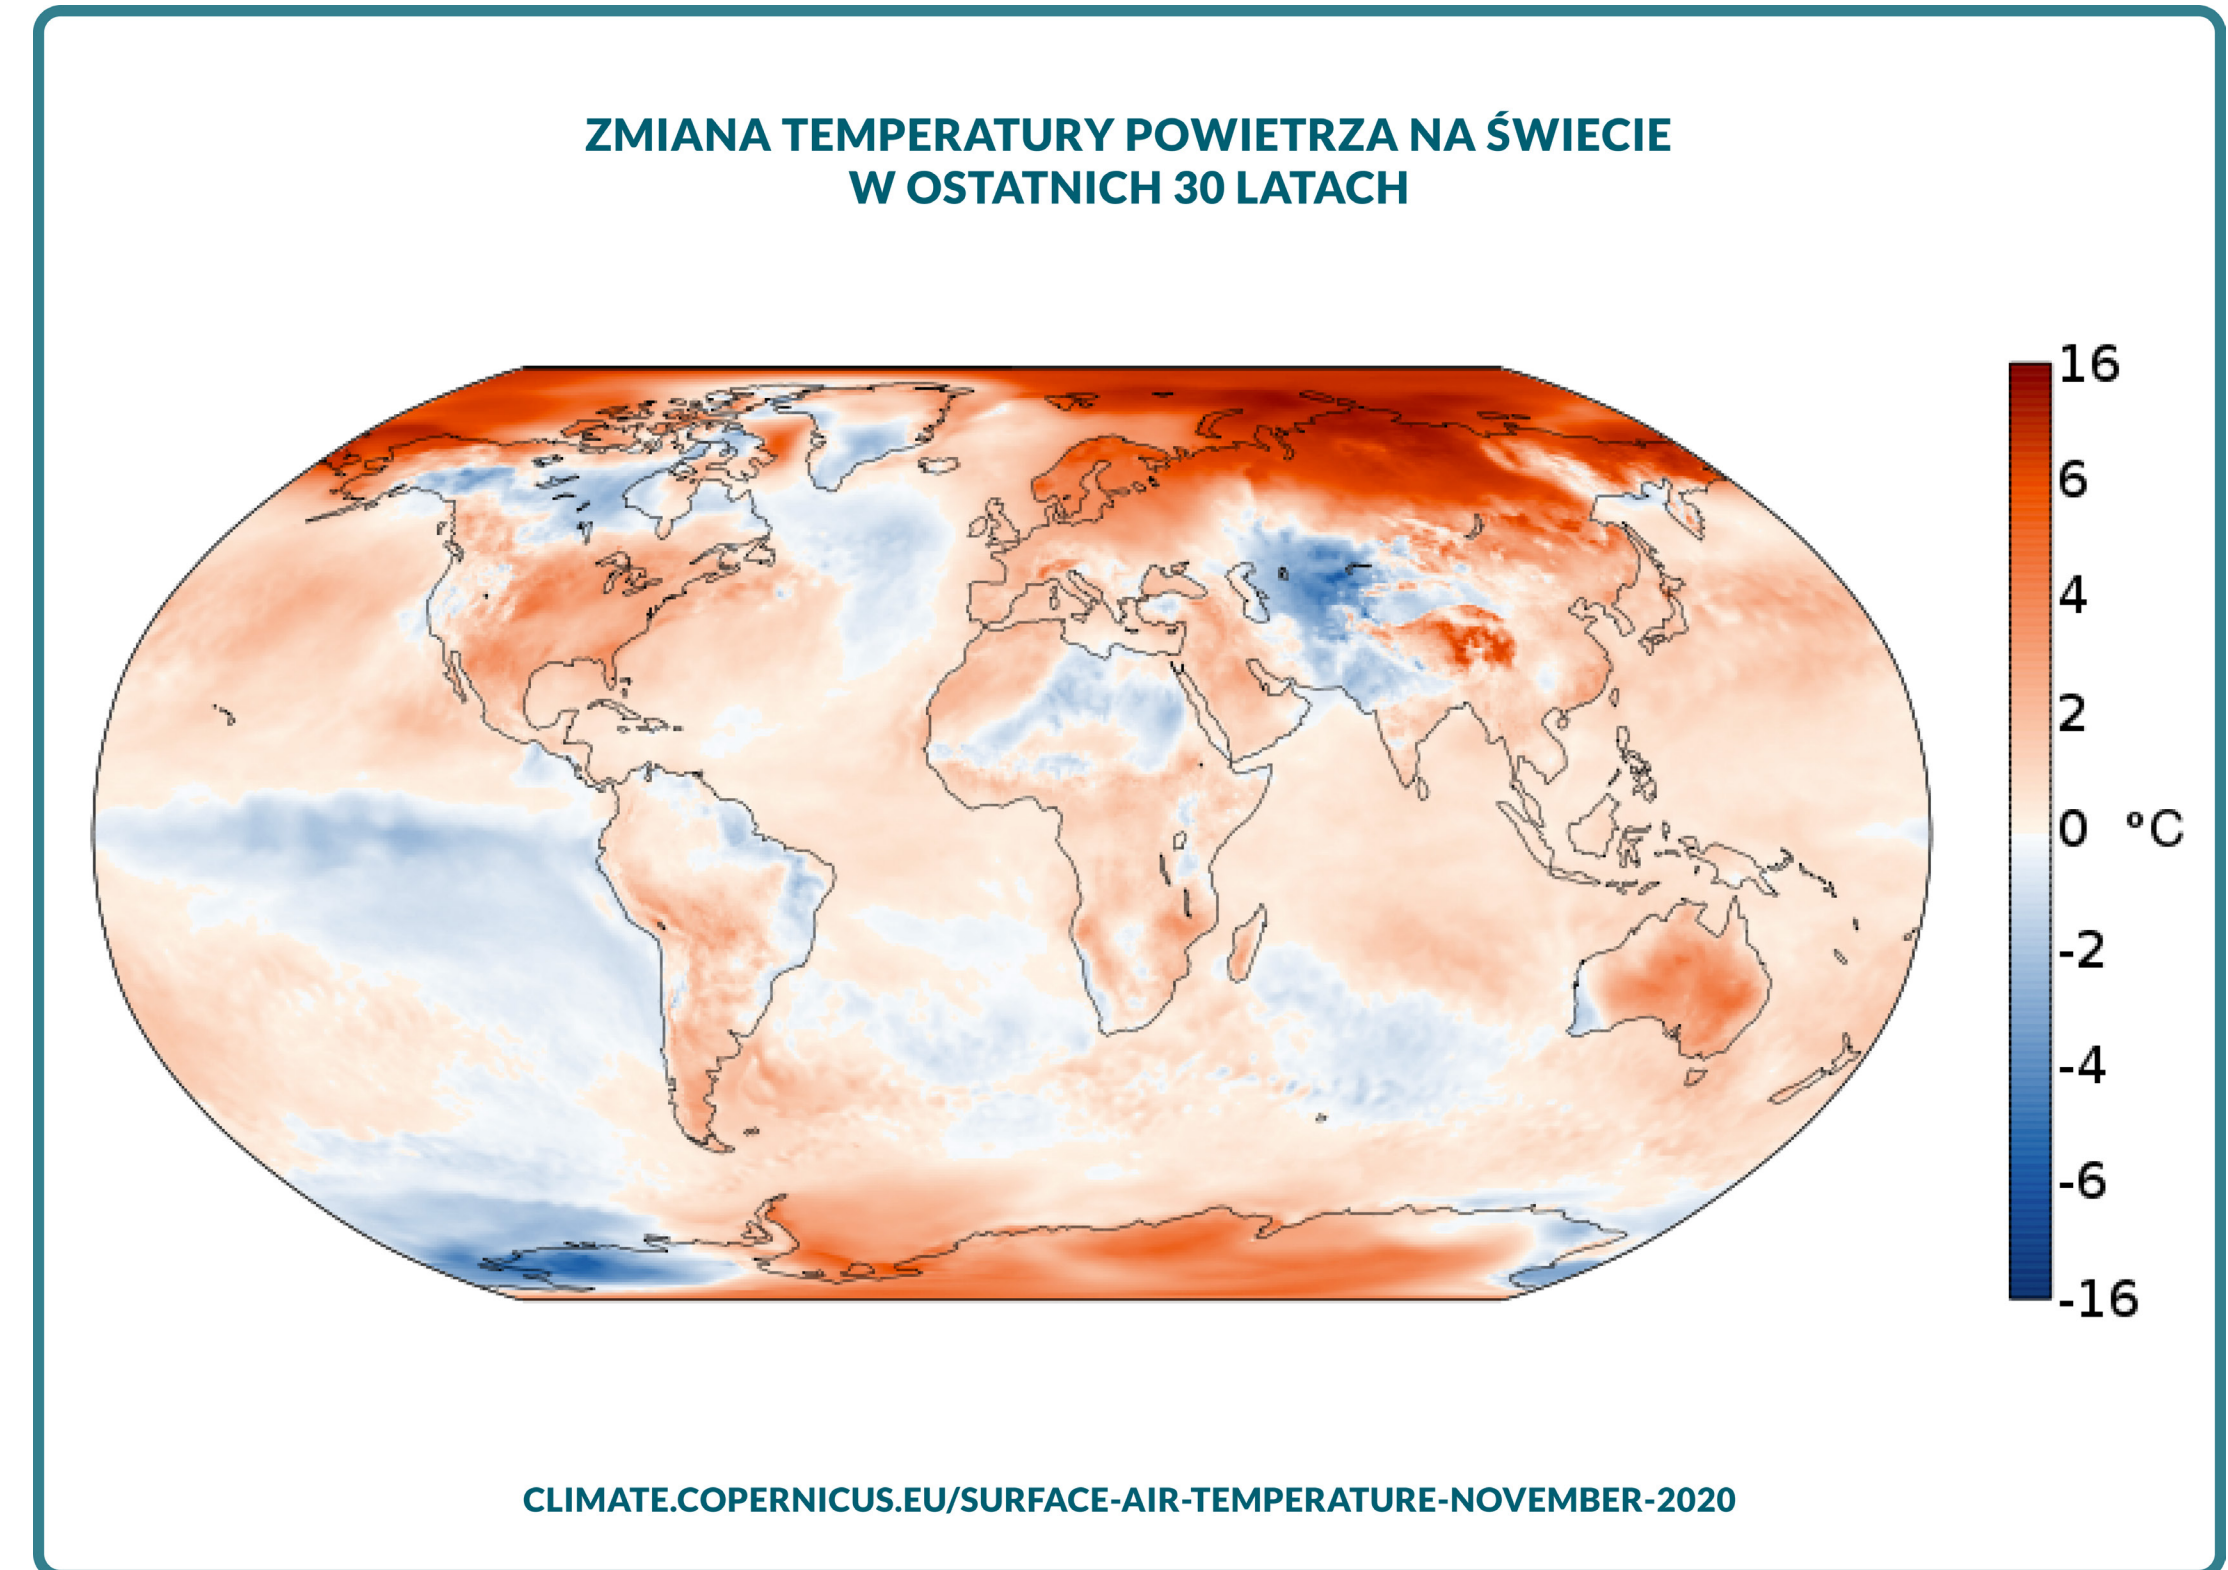 ZMIANA TEMPERATURY POWIETRZA NA ŚWIECIE
W OSTATNICH 30 LATACH
16
6
4
2
0 °C
-2
-4
-6
-16
CLIMATE.COPERNICUS.EU/SURFACE-AIR-TEMPERATURE-NOVEMBER-2020